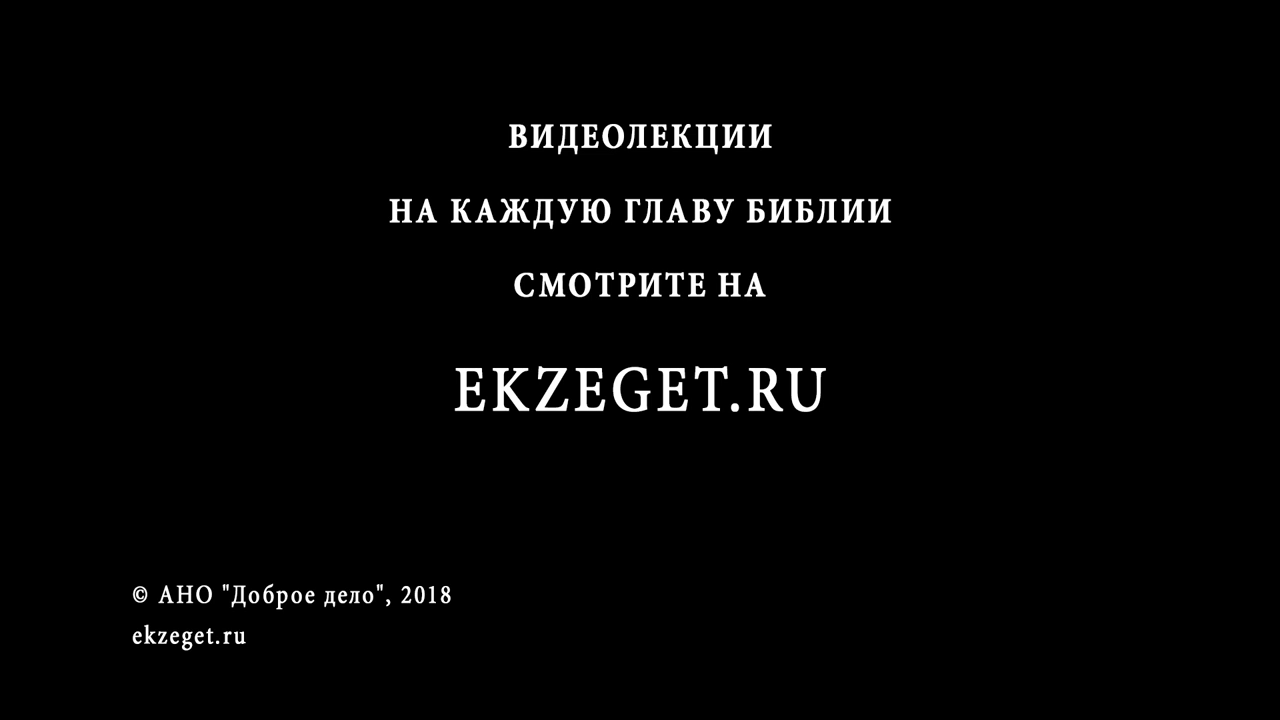 ВИДЕОЛЕКЦИИ
НА КАЖДУЮ ГЛАВУ БИБЛИИ
СМОТРИТЕ НА
EKZEGET.RU
© АНО "Доброе дело", 2018
ekzeget.ru